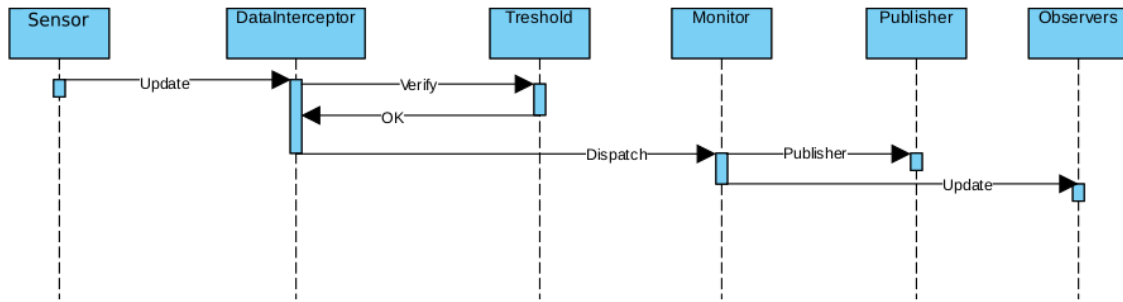 Sensor
DataInterceptor
Treshold
Monitor
Publisher
Observers
Update
Verify
OK
Dispatch
Publisher
Update